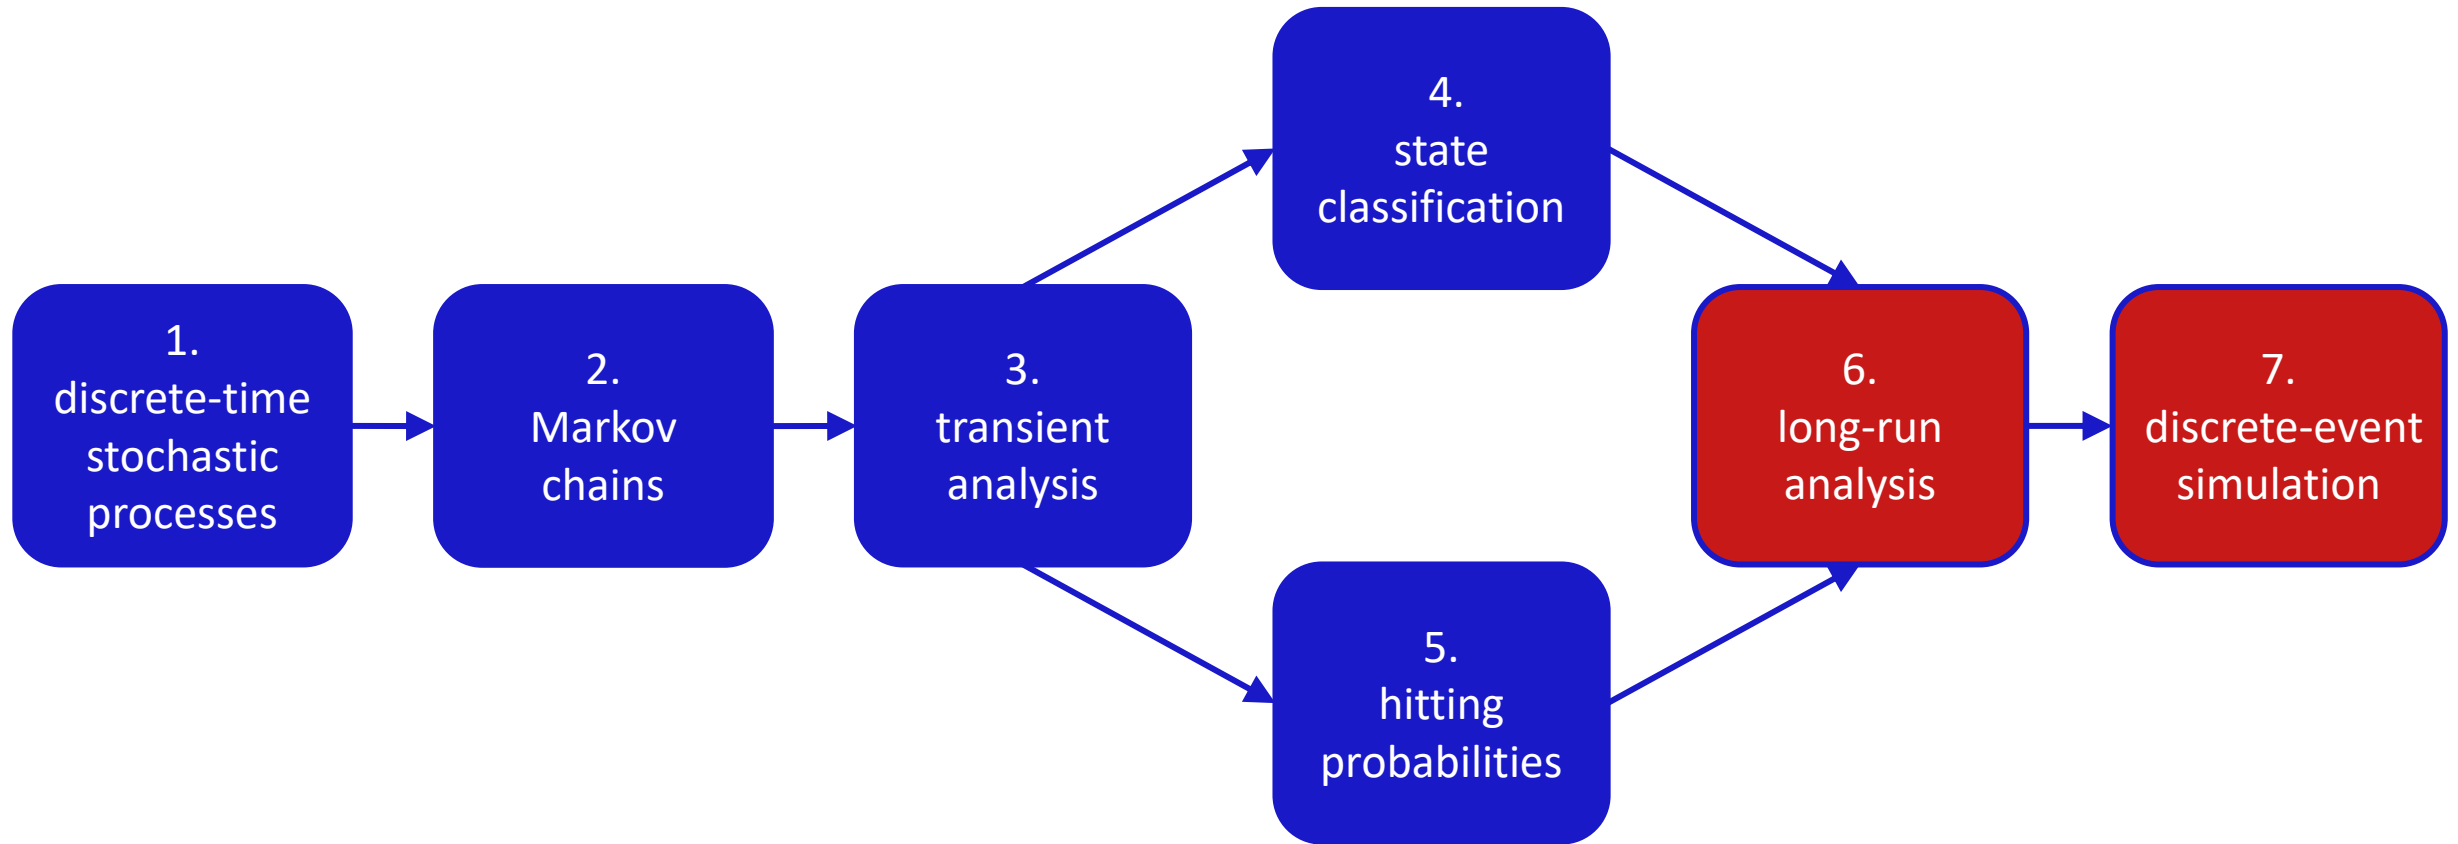 1.
discrete-time
stochastic
processes
2.
Markov
chains
3.
transient
analysis
4.
state
classification
5.
hitting
probabilities
6.
long-run
analysis
7.
discrete-event
simulation